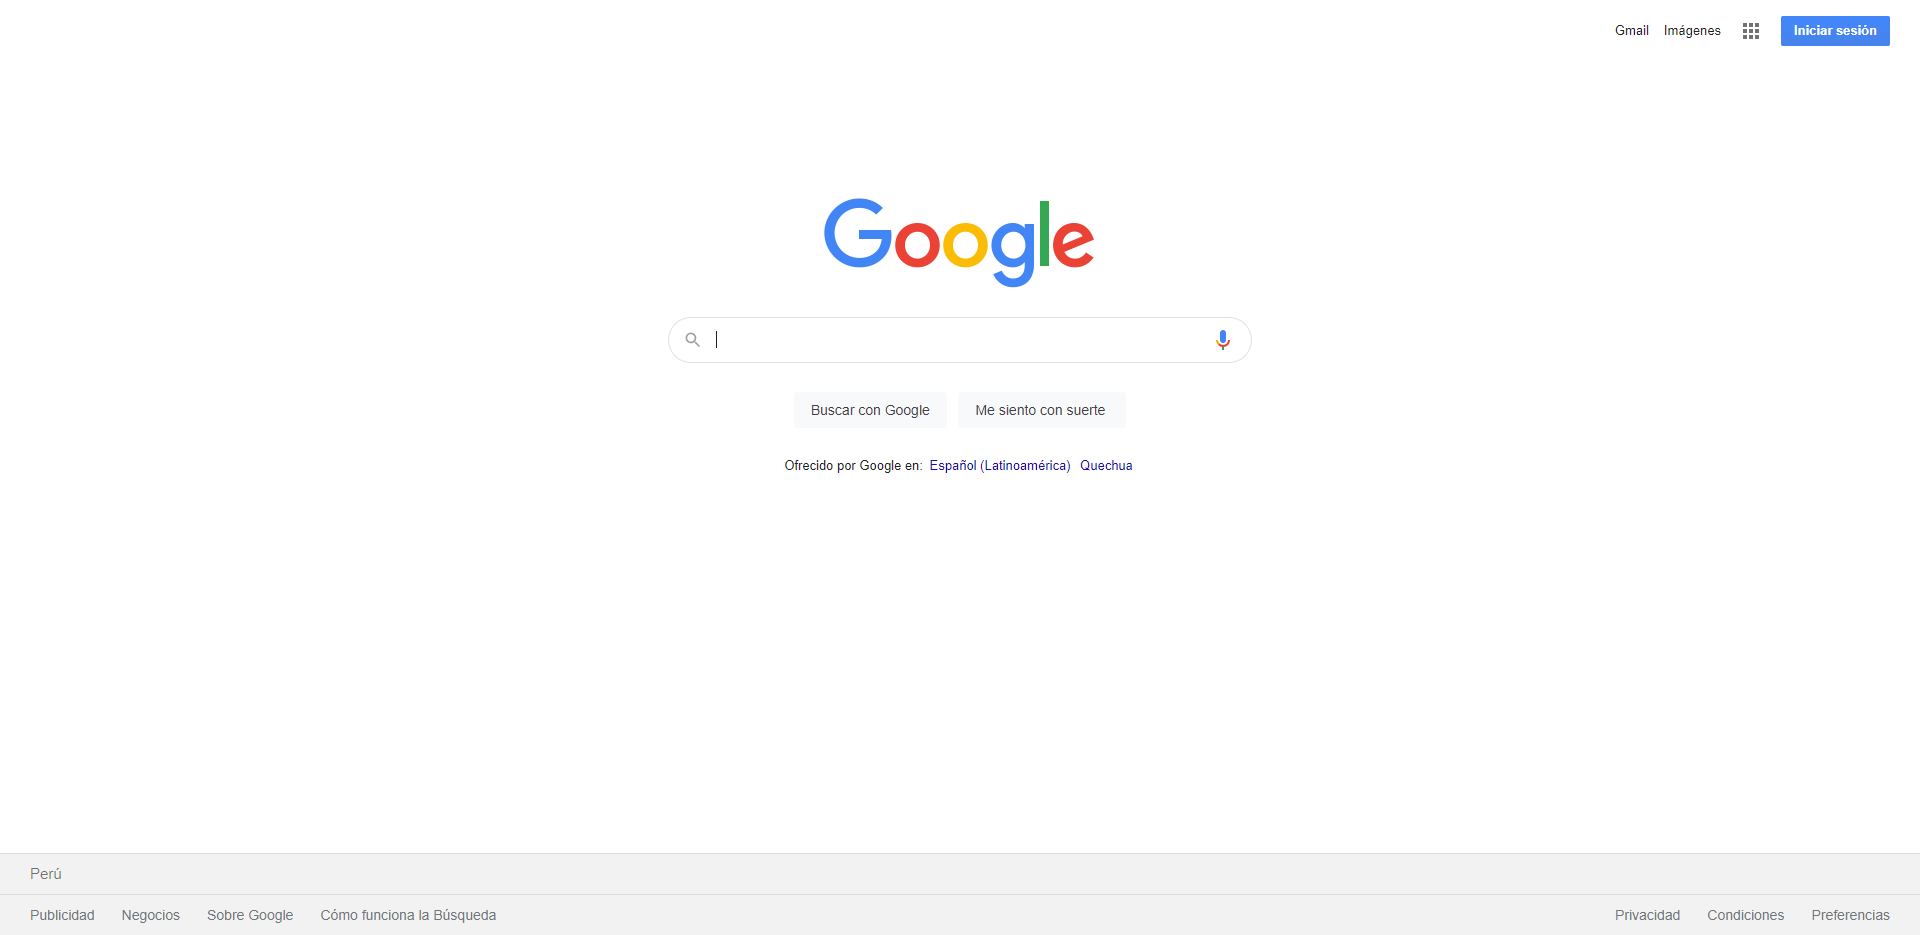 Gmail Imágenes Iniciar sesión
Google
Buscar con Google Me siento con suerte
Ofrecido por Google en: Español (Latinoamérica) Quechua
Perú
Publicidad Negocios Sobre Google Cómo funciona la Búsqueda Privacidad Condiciones Preferencias